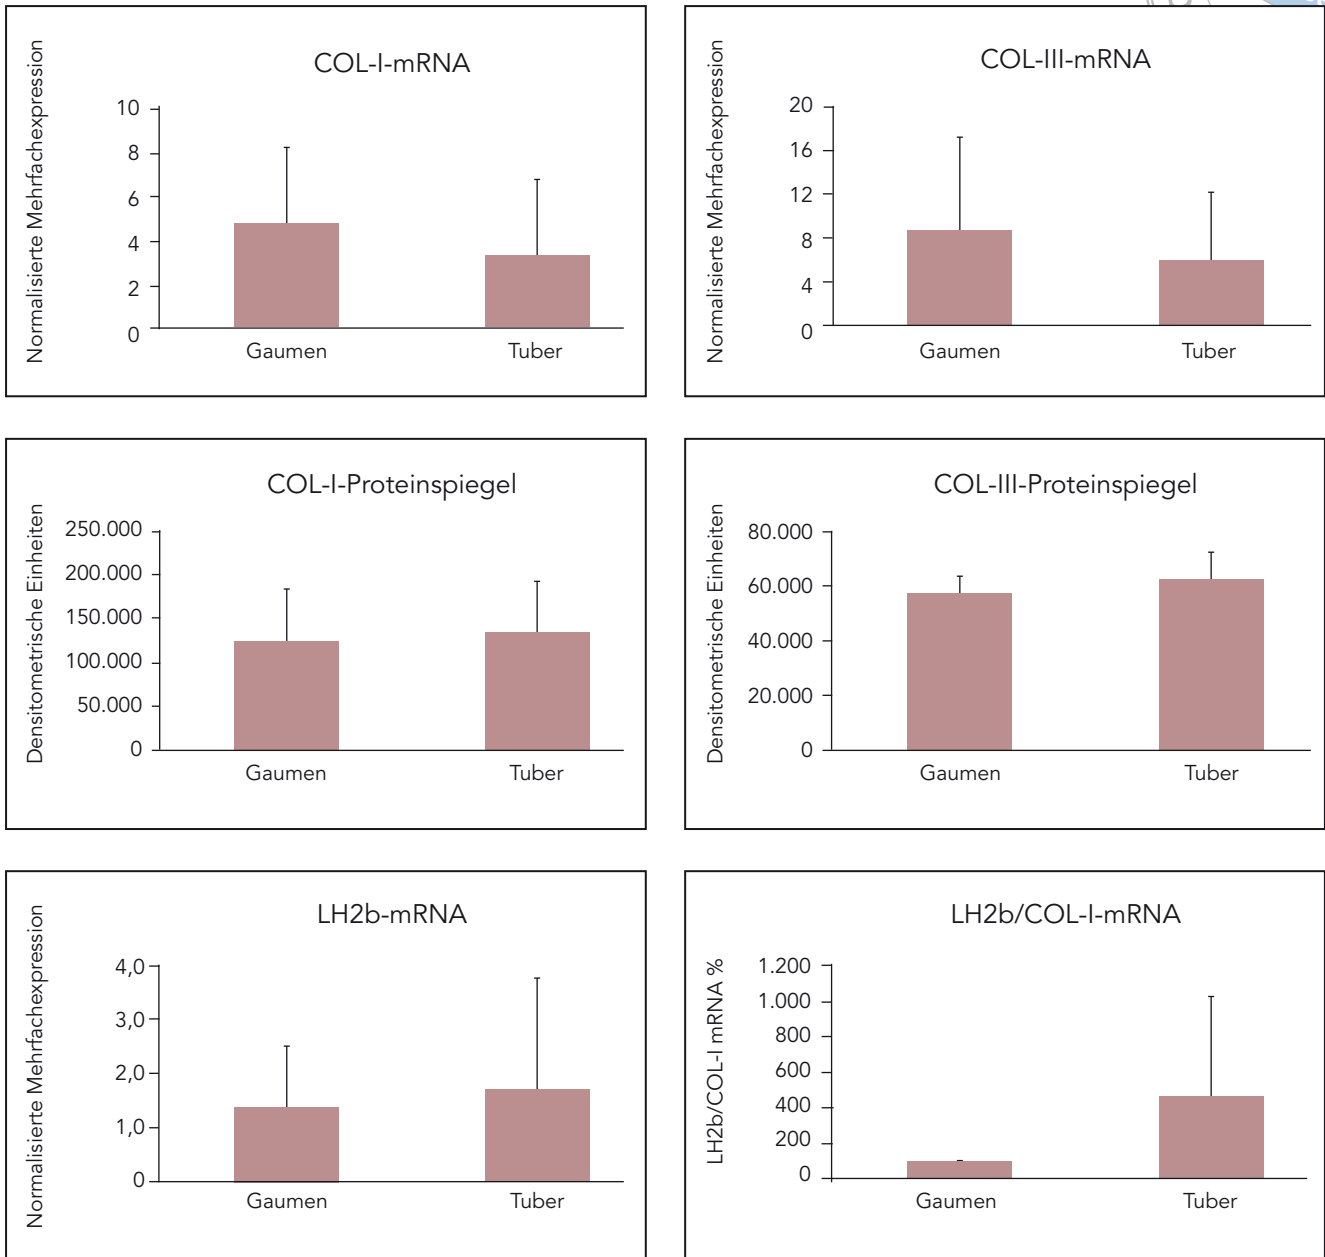 COL-I-mRNA
Normalisierte Mehrfachexpression
10
8
6
4
2
0
Gaumen Tuber
COL-III-mRNA
Normalisierte Mehrfachexpression
20
16
12
8
4
0
Gaumen Tuber
COL-I-Proteinspiegel
Densitometrische Einheiten
250.000
200.000
150.000
100.000
50.000
0
Gaumen Tuber
COL-III-Proteinspiegel
Densitometrische Einheiten
80.000
60.000
40.000
20.000
0
Gaumen Tuber
LH2b-mRNA
Normalisierte Mehrfachexpression
4,0
3,0
2,0
1,0
0
Gaumen Tuber
LH2b/COL-I-mRNA
LH2b/COL-I mRNA %
1.200
1.000
800
600
400
200
0
Gaumen Tuber